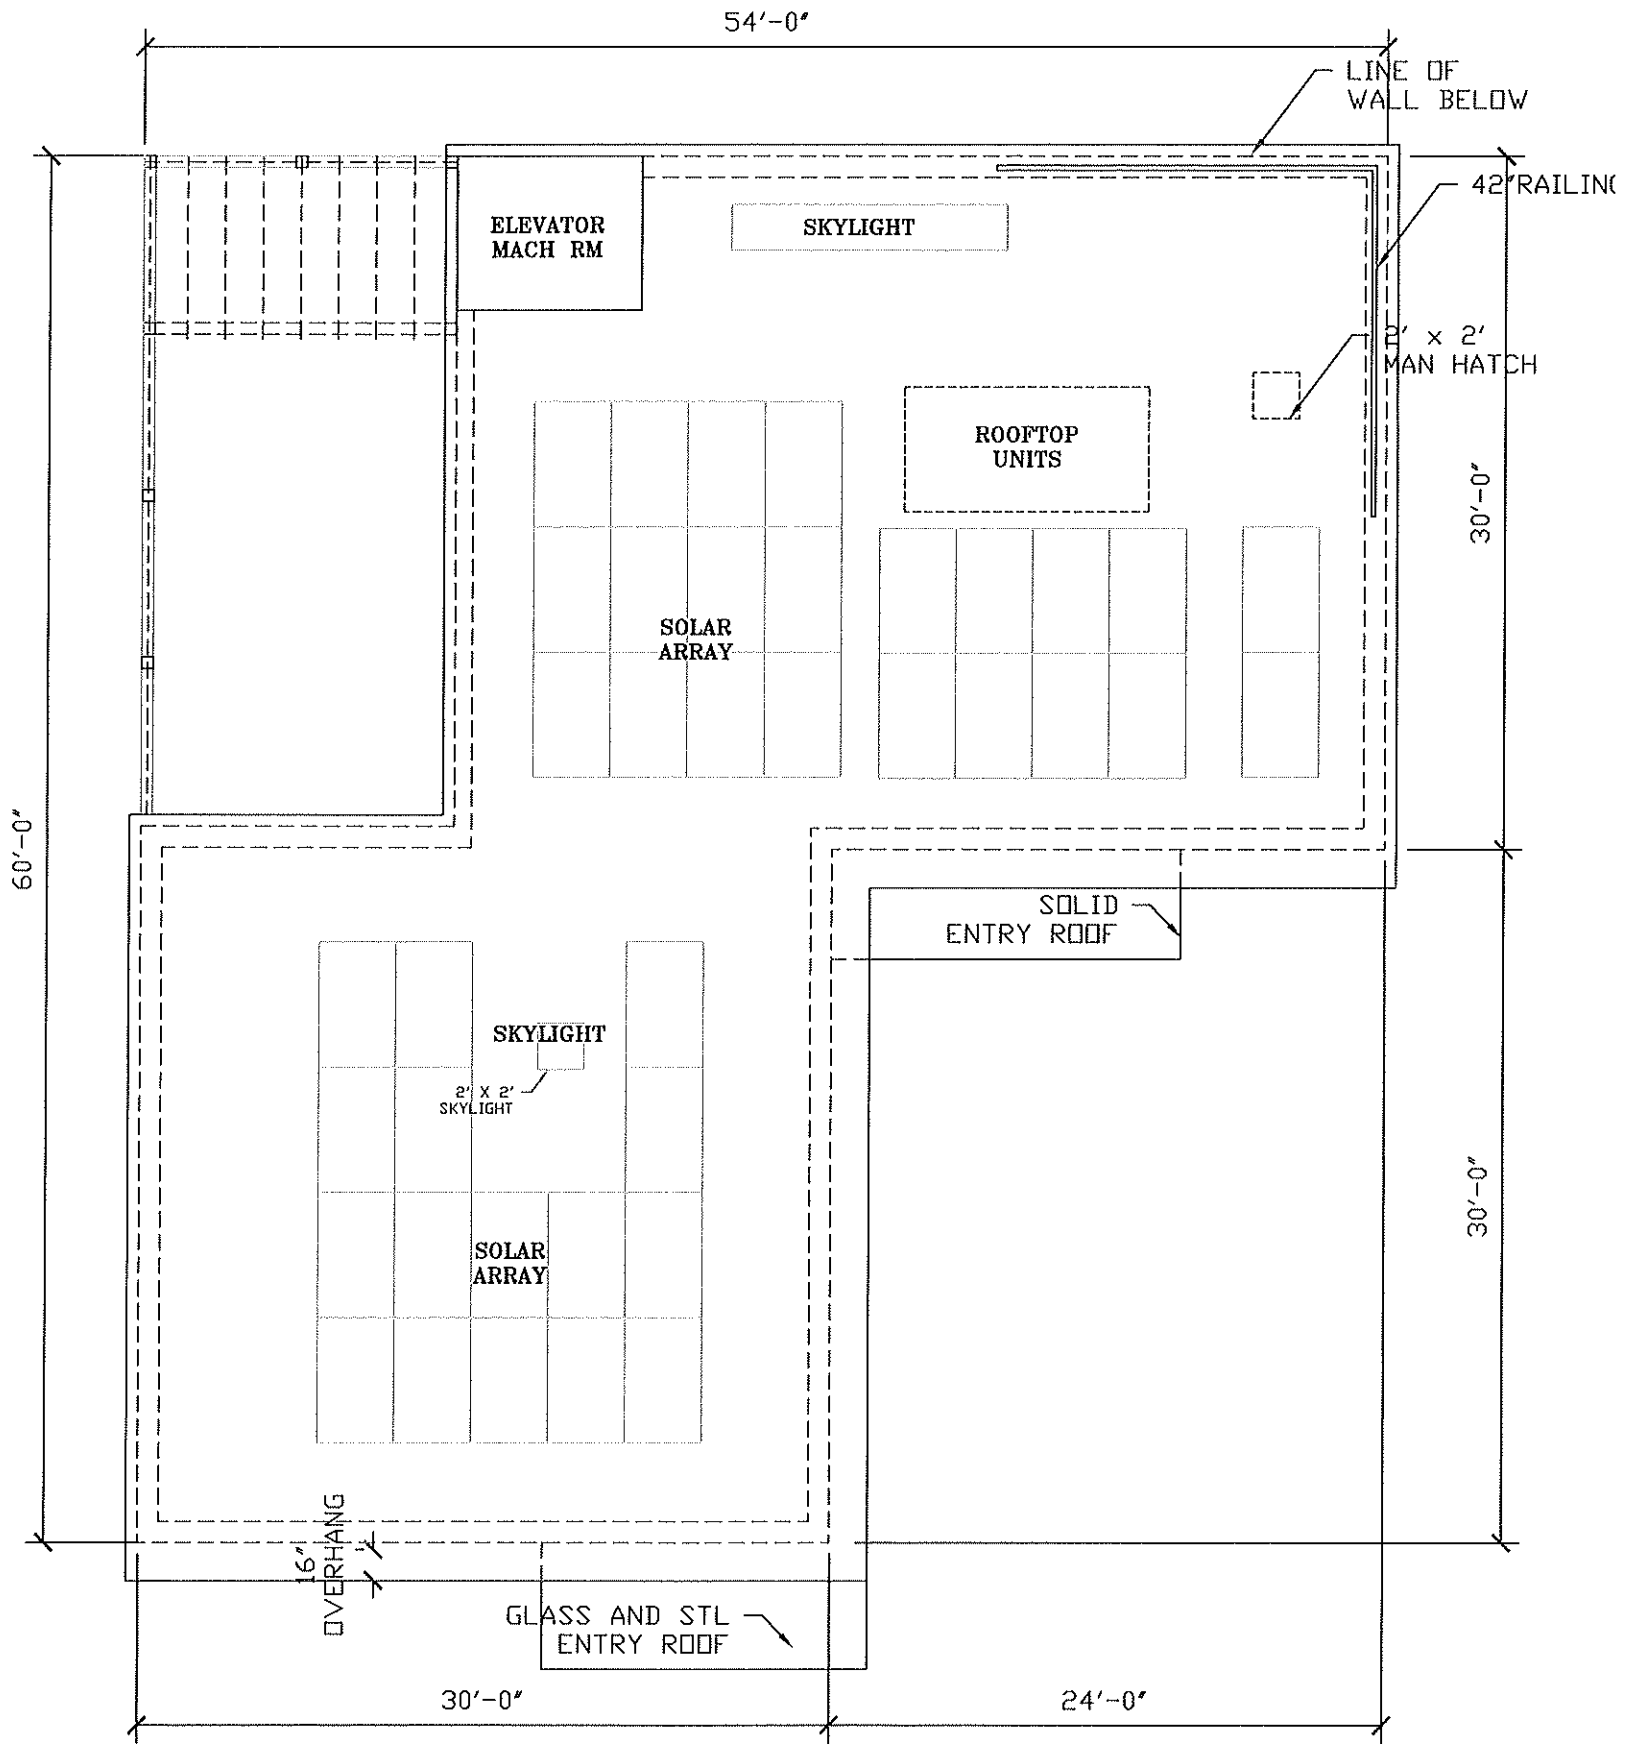 54'-0"
LINE OF
WALL BELOW
42"RAILING
ELEVATOR
MACH RM
SKYLIGHT
2' x 2'
MAN HATCH
ROOFTOP
UNITS
30'-0"
SOLAR
ARRAY
60'-0"
SOLID
ENTRY ROOF
SKYLIGHT
2' X 2'
SKYLIGHT
30'-0"
SOLAR
ARRAY
16"
OVERHANG
GLASS AND STL
ENTRY ROOF
30'-0"
24'-0"